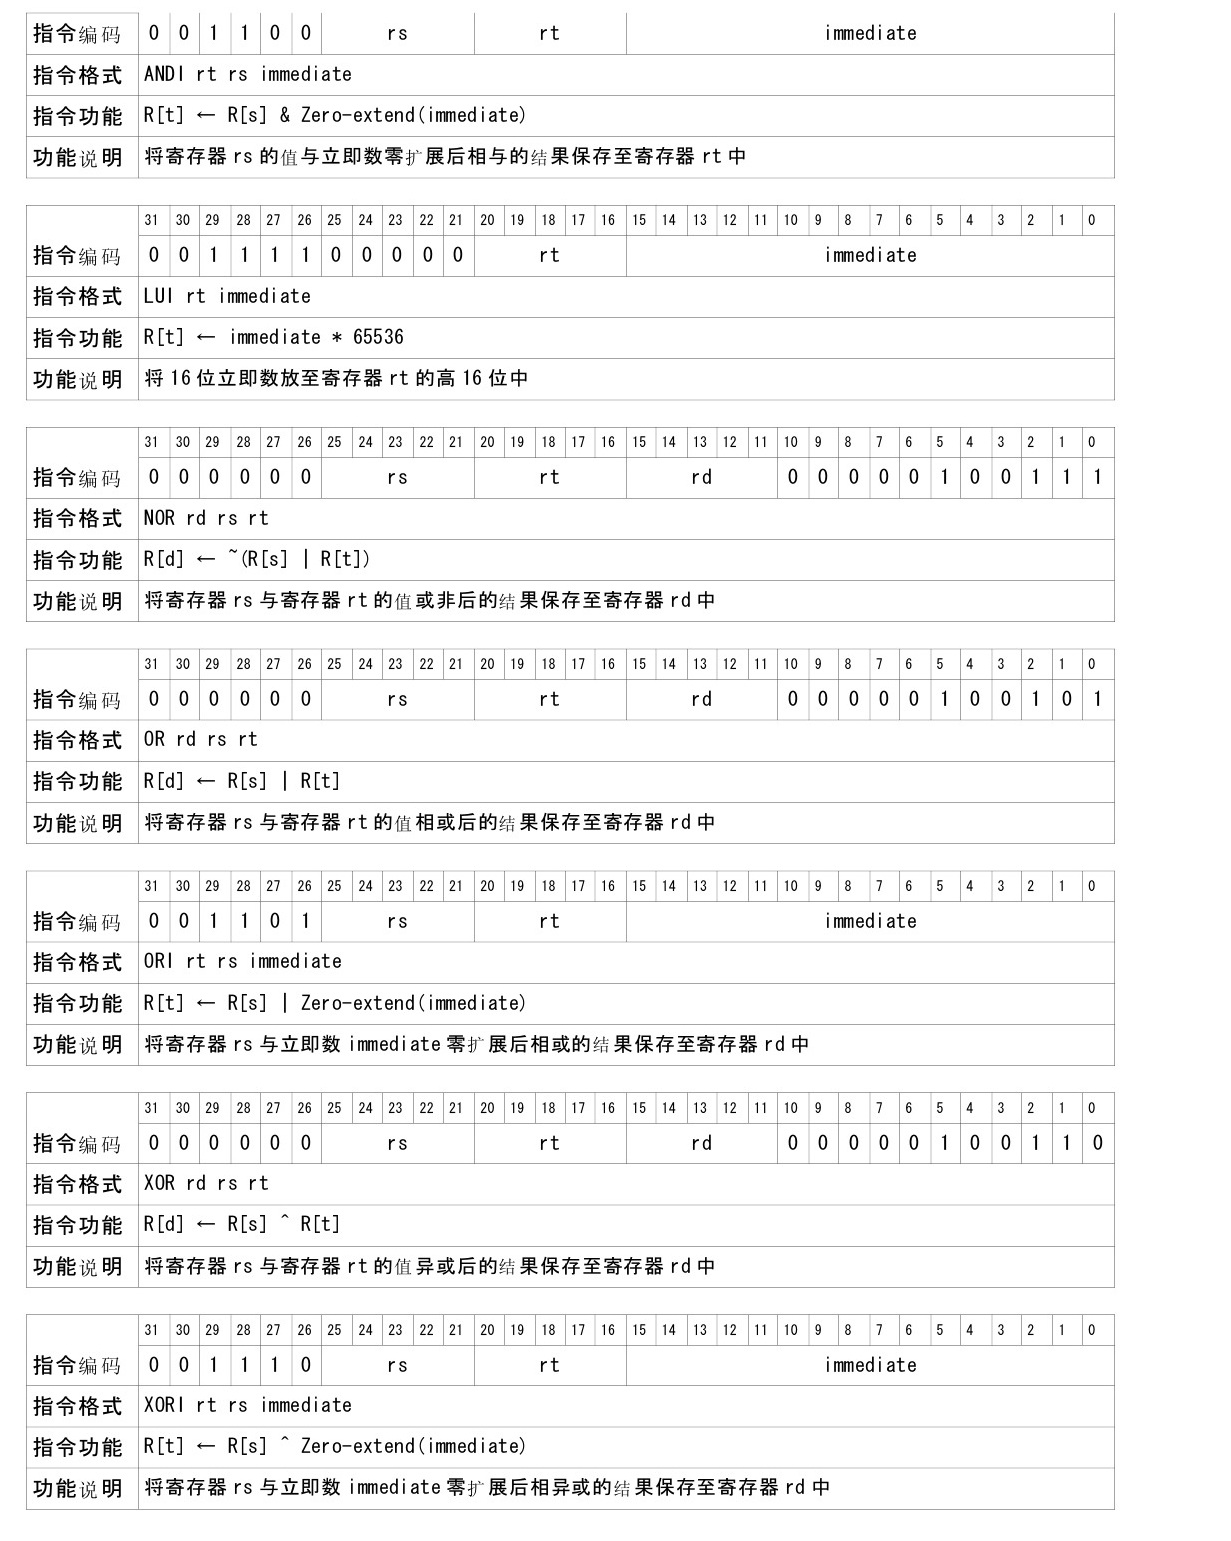 指令编码 0 0 1 1 0 0 rs rt immediate
指令格式 ANDI rt rs immediate
指令功能 R[t] ← R[s] & Zero-extend(immediate)
功能说明 将寄存器 rs 的值与立即数零扩展后相与的结果保存至寄存器 rt 中
31 30 29 28 27 26 25 24 23 22 21 20 19 18 17 16 15 14 13 12 11 10 9 8 7 6 5 4 3 2 1 0
指令编码 0 0 1 1 1 1 0 0 0 0 0 rt immediate
指令格式 LUI rt immediate
指令功能 R[t] ← immediate * 65536
功能说明 将 16 位立即数放至寄存器 rt 的高 16 位中
31 30 29 28 27 26 25 24 23 22 21 20 19 18 17 16 15 14 13 12 11 10 9 8 7 6 5 4 3 2 1 0
指令编码 0 0 0 0 0 0 rs rt rd 0 0 0 0 0 1 0 0 1 1 1
指令格式 NOR rd rs rt
指令功能 R[d] ← ~(R[s] | R[t])
功能说明 将寄存器 rs 与寄存器 rt 的值或非后的结果保存至寄存器 rd 中
31 30 29 28 27 26 25 24 23 22 21 20 19 18 17 16 15 14 13 12 11 10 9 8 7 6 5 4 3 2 1 0
指令编码 0 0 0 0 0 0 rs rt rd 0 0 0 0 0 1 0 0 1 0 1
指令格式 OR rd rs rt
指令功能 R[d] ← R[s] | R[t]
功能说明 将寄存器 rs 与寄存器 rt 的值相或后的结果保存至寄存器 rd 中
31 30 29 28 27 26 25 24 23 22 21 20 19 18 17 16 15 14 13 12 11 10 9 8 7 6 5 4 3 2 1 0
指令编码 0 0 1 1 0 1 rs rt immediate
指令格式 ORI rt rs immediate
指令功能 R[t] ← R[s] | Zero-extend(immediate)
功能说明 将寄存器 rs 与立即数 immediate 零扩展后相或的结果保存至寄存器 rd 中
31 30 29 28 27 26 25 24 23 22 21 20 19 18 17 16 15 14 13 12 11 10 9 8 7 6 5 4 3 2 1 0
指令编码 0 0 0 0 0 0 rs rt rd 0 0 0 0 0 1 0 0 1 1 0
指令格式 XOR rd rs rt
指令功能 R[d] ← R[s] ^ R[t]
功能说明 将寄存器 rs 与寄存器 rt 的值异或后的结果保存至寄存器 rd 中
31 30 29 28 27 26 25 24 23 22 21 20 19 18 17 16 15 14 13 12 11 10 9 8 7 6 5 4 3 2 1 0
指令编码 0 0 1 1 1 0 rs rt immediate
指令格式 XORI rt rs immediate
指令功能 R[t] ← R[s] ^ Zero-extend(immediate)
功能说明 将寄存器 rs 与立即数 immediate 零扩展后相异或的结果保存至寄存器 rd 中